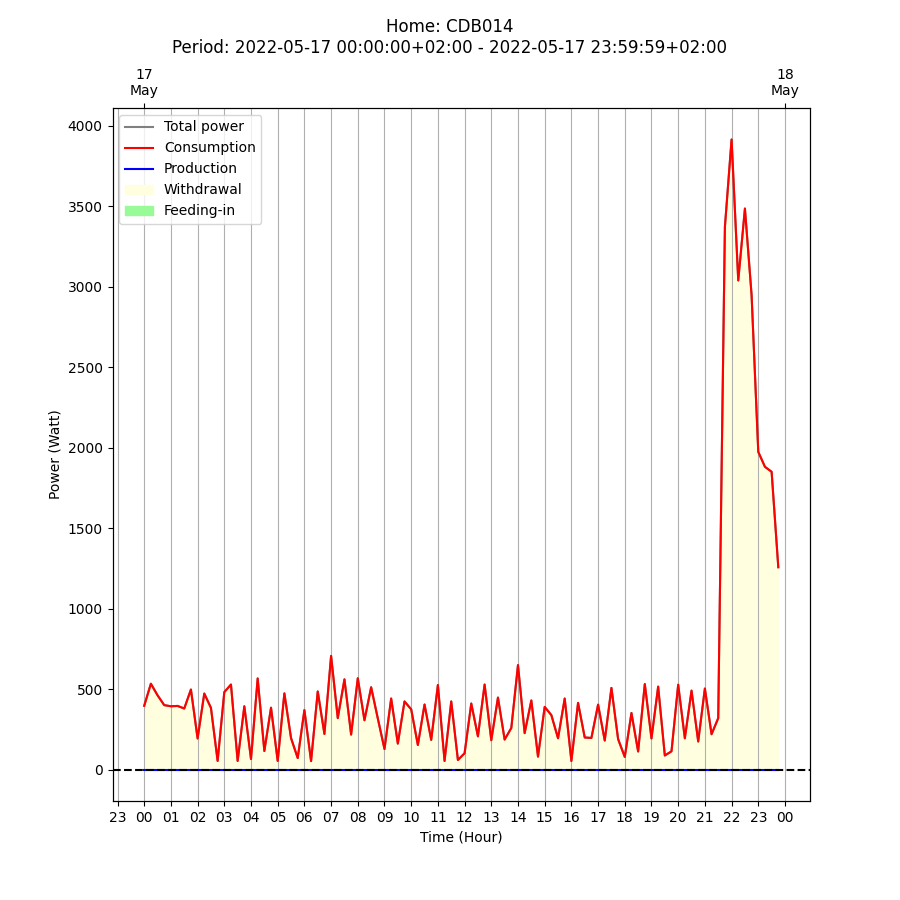 Home: CDB014
Period: 2022-05-17 00:00:00+02:00 - 2022-05-17 23:59:59+02:00
17 18
May May
Total power
Consumption
Production
Withdrawal
Feeding-in
4000
3500
3000
2500
2000
1500
1000
500
0
Power (Watt)
23 00 01 02 03 04 05 06 07 08 09 10 11 12 13 14 15 16 17 18 19 20 21 22 23 00
Time (Hour)